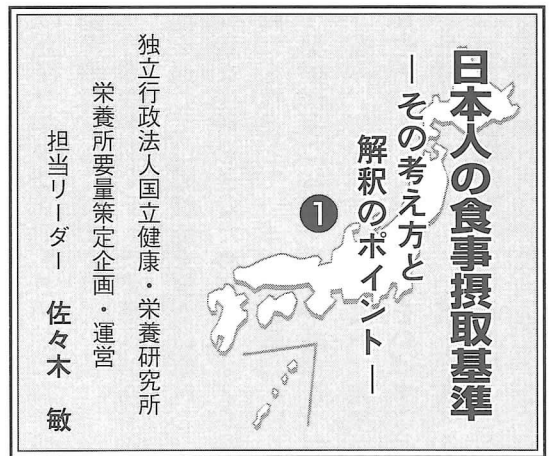 日本人の食事摂取基準
―その考え方と
解釈のポイント―
❶
独立行政法人国立健康・栄養研究所
栄養所要量策定企画・運営
担当リーダー 佐々木 敏